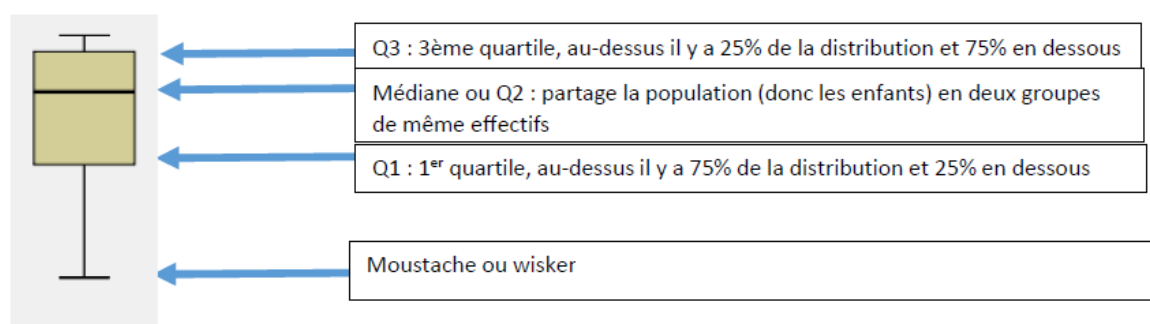 Q3 : 3ème quartile, au-dessus il y a 25% de la distribution et 75% en dessous
Médiane ou Q2 : partage la population (donc les enfants) en deux groupes
de même effectifs
Q1 : 1er quartile, au-dessus il y a 75% de la distribution et 25% en dessous
Moustache ou wisker